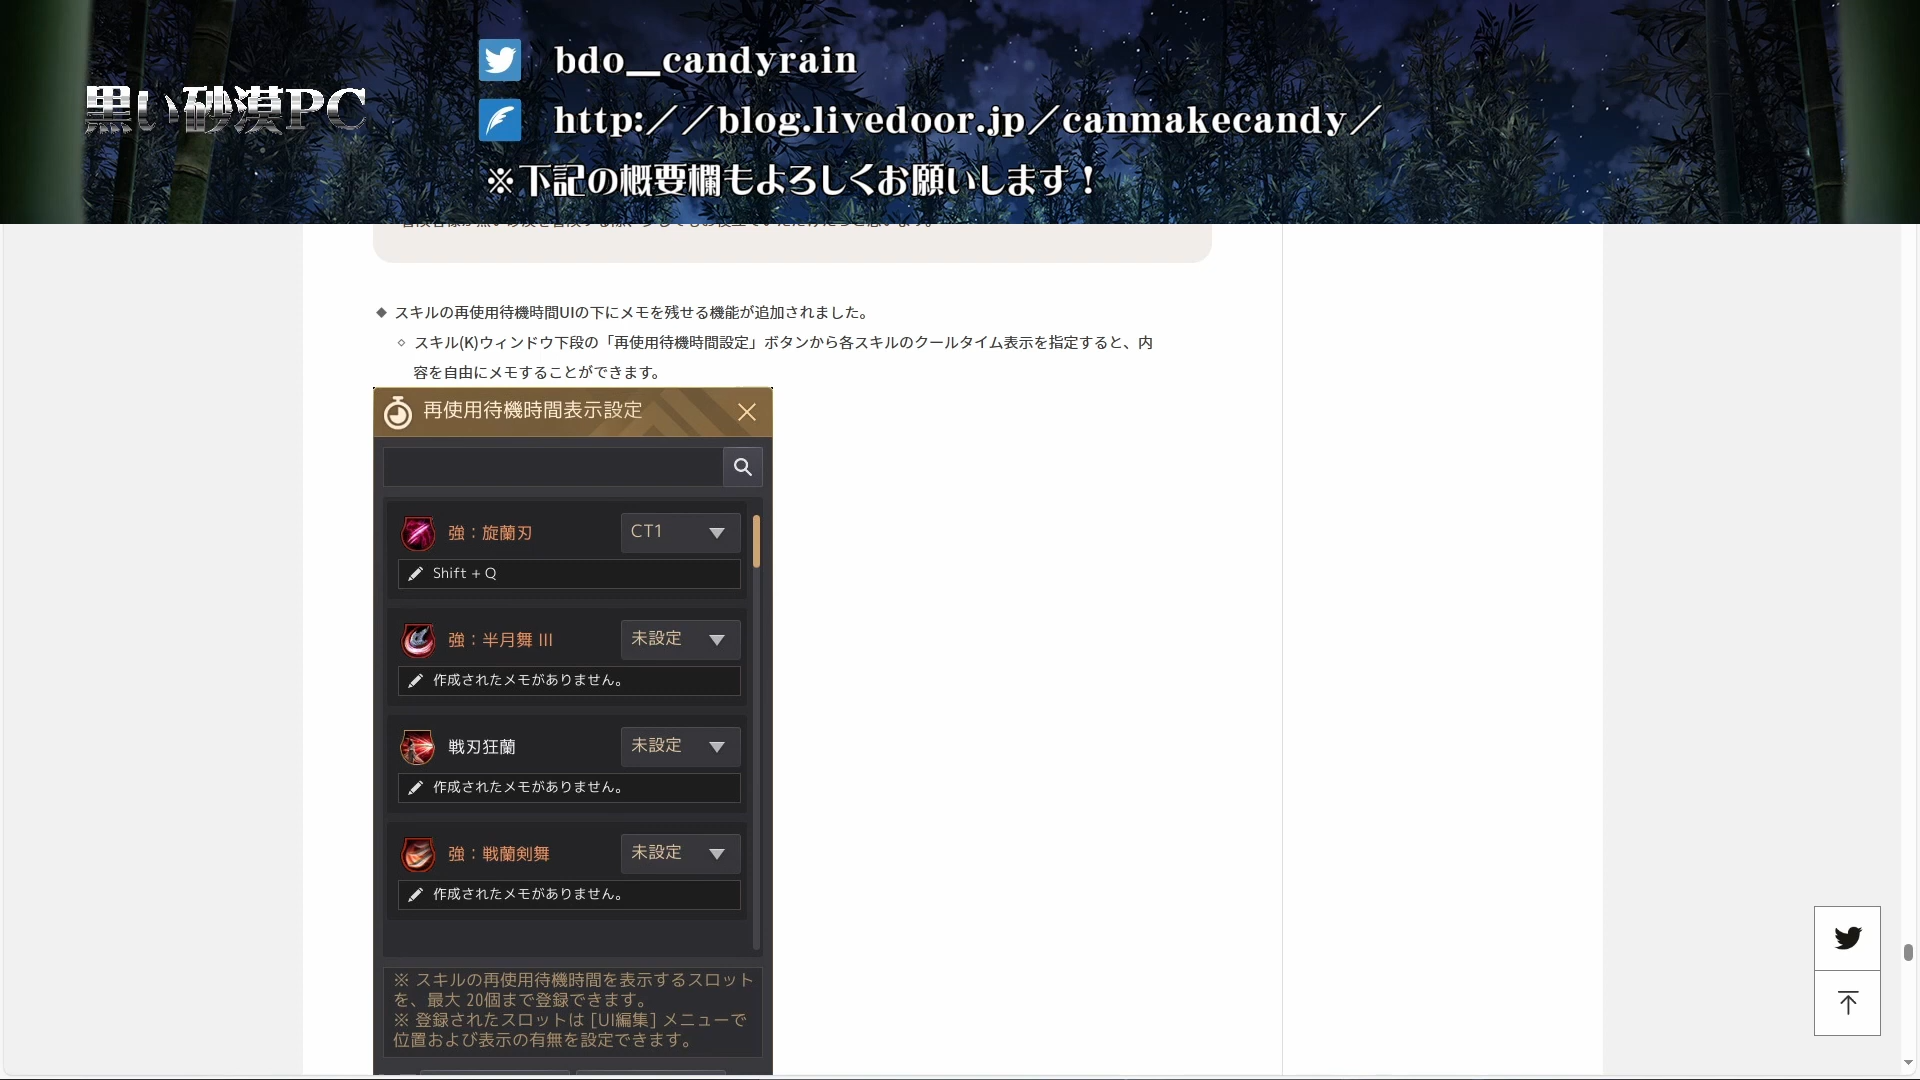 bdo__candyrain
黒い砂漠PC
http://blog.livedoor.jp/canmakecandy/
※下記の概要欄もよろしくお願いします！
◆ スキルの再使用待機時間UIの下にメモを残せる機能が追加されました。
◇ スキル(K)ウィンドウ下段の「再使用待機時間設定」ボタンから各スキルのクールタイム表示を指定すると、内
容を自由にメモすることができます。
再使用待機時間表示設定
強：旋蘭刃 CT1
Shift + Q
強：半月舞 III 未設定
作成されたメモがありません。
戦刃狂蘭 未設定
作成されたメモがありません。
強：戦蘭剣舞 未設定
作成されたメモがありません。
※ スキルの再使用待機時間を表示するスロット
を、最大 20個まで登録できます。
※ 登録されたスロットは [UI編集] メニューで
位置および表示の有無を設定できます。